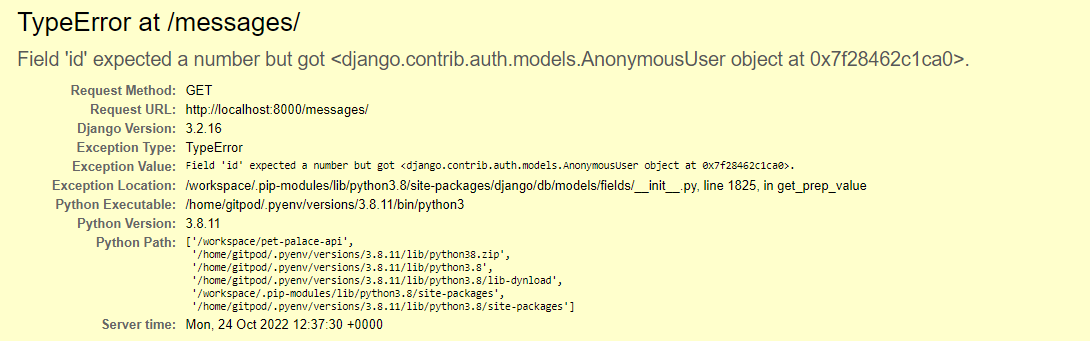 TypeError at /messages/
Field 'id' expected a number but got <django.contrib.auth.models.AnonymousUser object at 0x7f28462c1ca0>.
Request Method: GET
Request URL: http://localhost:8000/messages/
Django Version: 3.2.16
Exception Type: TypeError
Exception Value: Field 'id' expected a number but got <django.contrib.auth.models.AnonymousUser object at 0x7f28462c1ca0>.
Exception Location: /workspace/.pip-modules/lib/python3.8/site-packages/django/db/models/fields/__init__.py, line 1825, in get_prep_value
Python Executable: /home/gitpod/.pyenv/versions/3.8.11/bin/python3
Python Version: 3.8.11
Python Path: ['/workspace/pet-palace-api',
'/home/gitpod/.pyenv/versions/3.8.11/lib/python38.zip',
'/home/gitpod/.pyenv/versions/3.8.11/lib/python3.8',
'/home/gitpod/.pyenv/versions/3.8.11/lib/python3.8/lib-dynload',
'/workspace/.pip-modules/lib/python3.8/site-packages',
'/home/gitpod/.pyenv/versions/3.8.11/lib/python3.8/site-packages']
Server time: Mon, 24 Oct 2022 12:37:30 +0000